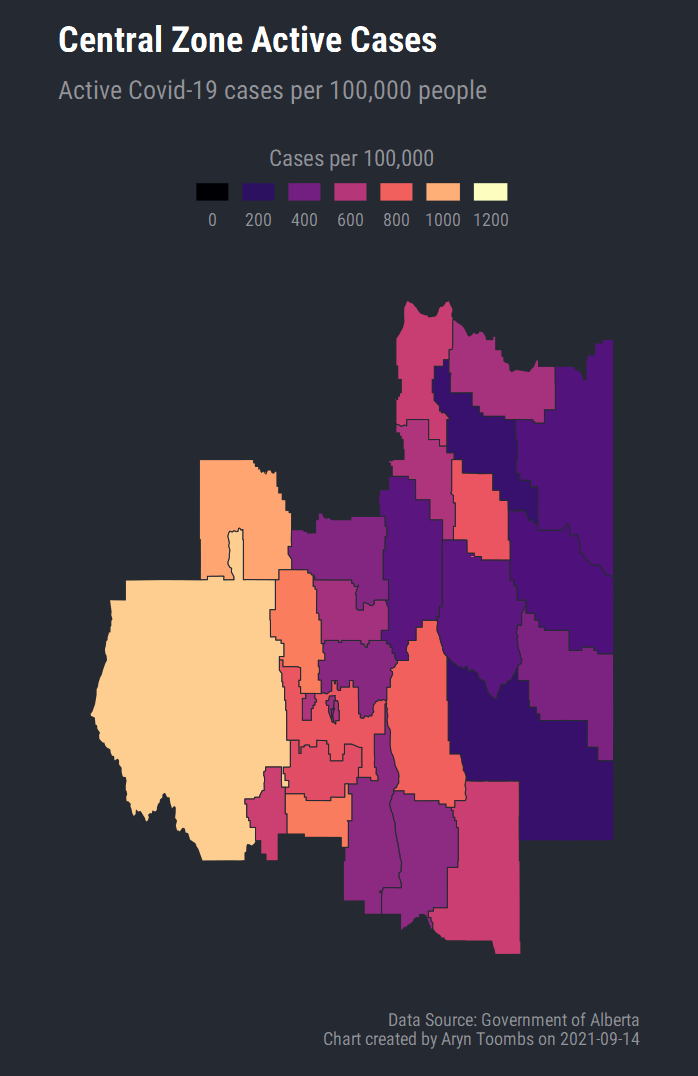 Central Zone Active Cases
Active Covid-19 cases per 100,000 people
Cases per 100,000
0 200 400 600 800 1000 1200
Data Source: Government of Alberta
Chart created by Aryn Toombs on 2021-09-14